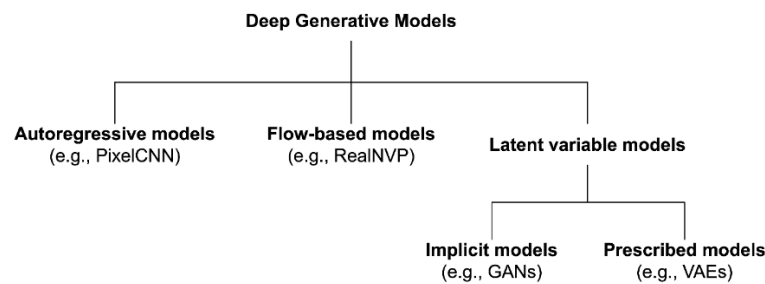 Deep Generative Models
Autoregressive models
(e.g., PixelCNN)
Flow-based models
(e.g., RealNVP)
Latent variable models
Implicit models
(e.g., GANs)
Prescribed models
(e.g., VAEs)